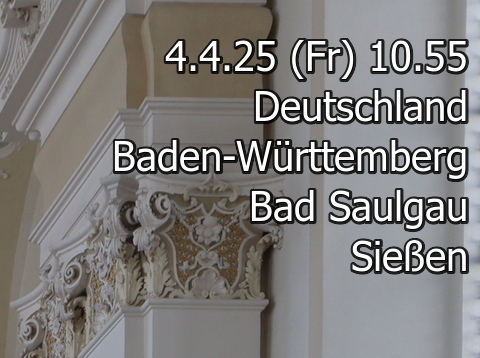 4.4.25 (Fr) 10.55
Deutschland
Baden-Württemberg
Bad Saulgau
Sießen